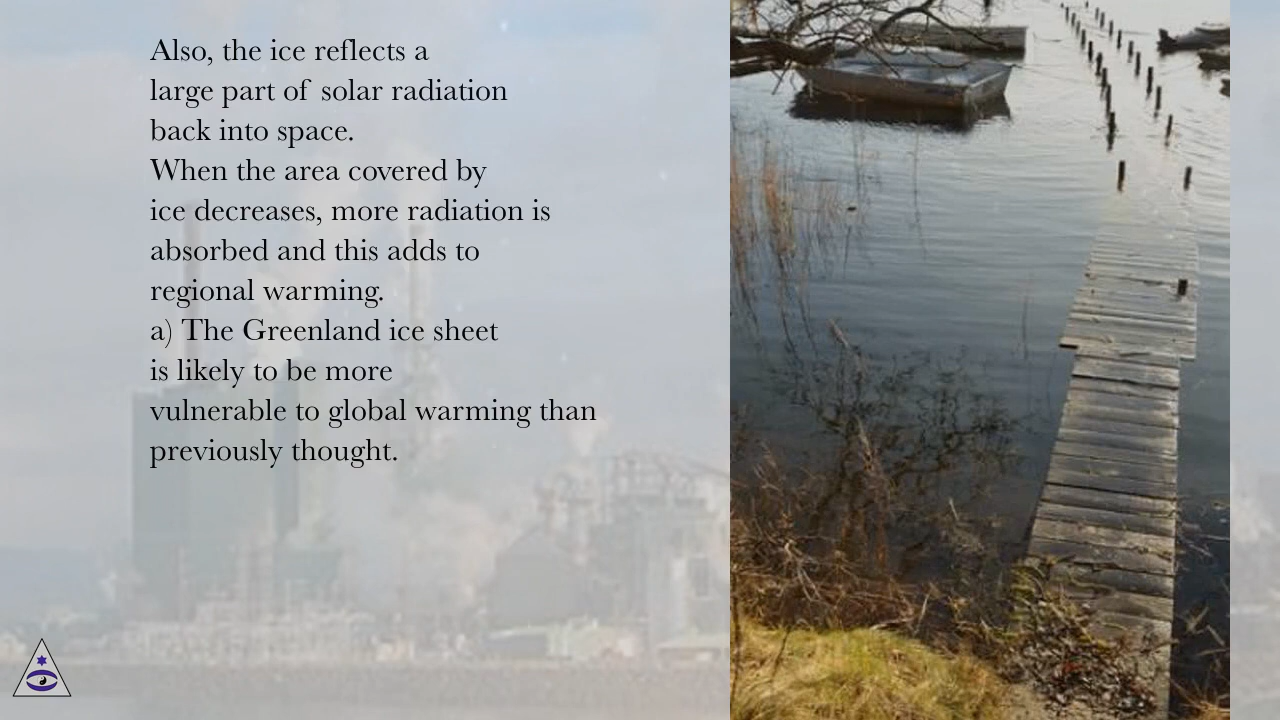 Also, the ice reflects a
large part of solar radiation
back into space.
When the area covered by
ice decreases, more radiation is
absorbed and this adds to
regional warming.
a) The Greenland ice sheet
is likely to be more
vulnerable to global warming than
previously thought.